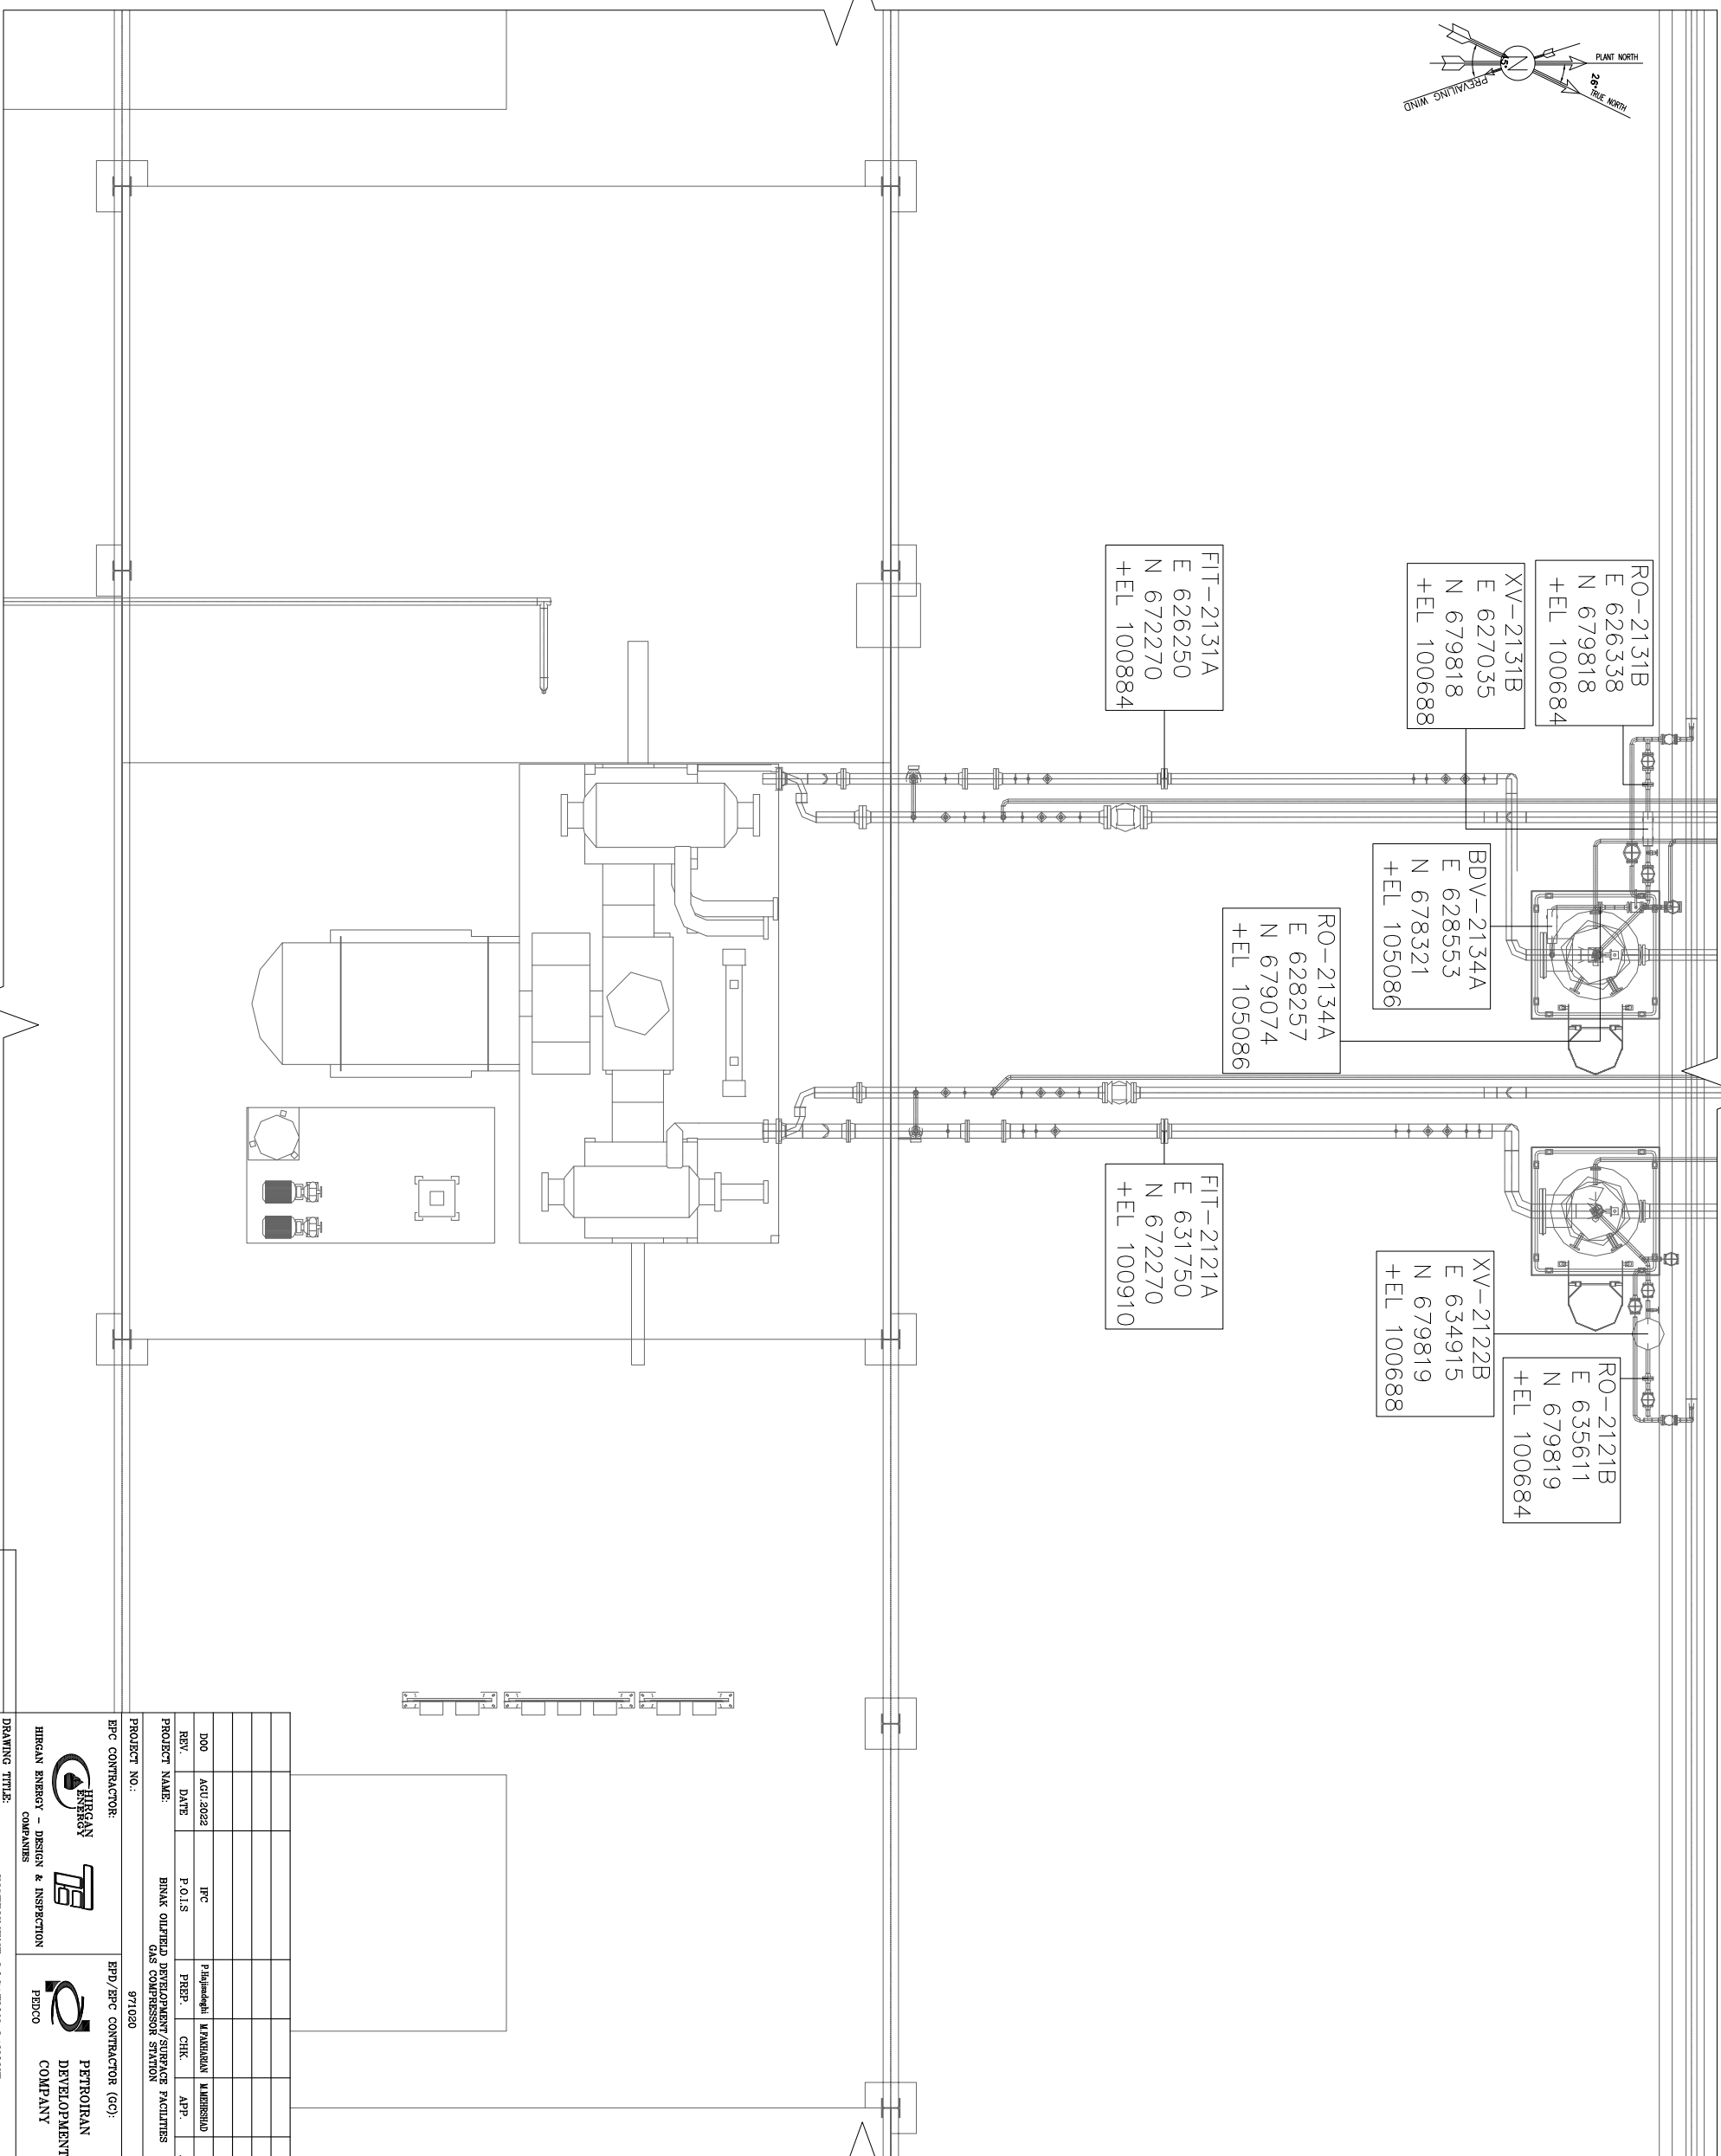 PLANT NORTH
26°
TRUE NORTH
N
PREVAILING WIND
RO-2131B
E 626338
N 679818
+EL 100684
XV-2131B
E 627035
N 679818
+EL 100688
FIT-2131A
E 626250
N 672270
+EL 100884
BDV-2134A
E 628553
N 678321
+EL 105086
RO-2134A
E 628257
N 679074
+EL 105086
FIT-2121A
E 631750
N 672270
+EL 100910
XV-2122B
E 634915
N 679819
+EL 100688
RO-2121B
E 635611
N 679819
+EL 100684
D00 AGU.2022 IFC P.Hajisadeghi M.FAKHARIAN M.MEHRSHAD
REV. DATE P.O.I.S PREP. CHK. APP.
PROJECT NAME:
BINAK OILFIELD DEVELOPMENT/SURFACE FACILITIES
GAS COMPRESSOR STATION
PROJECT NO.: 971020
EPC CONTRACTOR:
HIRGAN
ENERGY
HIRGAN ENERGY - DESIGN & INSPECTION
COMPANIES
EPD/EPC CONTRACTOR (GC):
PEDCO
PETROIRAN
DEVELOPMENT
COMPANY
DRAWING TITLE: